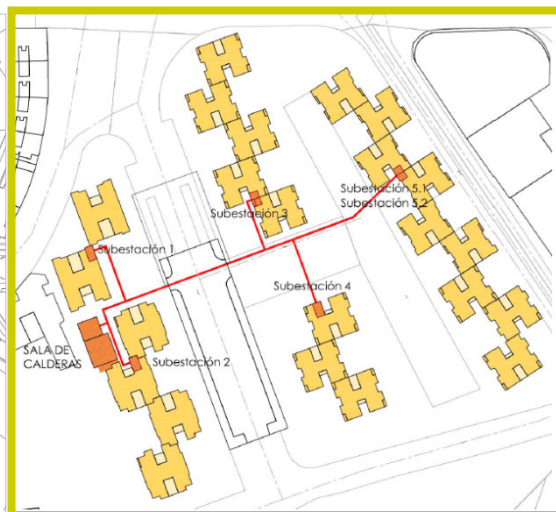 Subestación 5.1
Subestación 5.2
Subestación 3
Subestación 1
Subestación 4
SALA DE
CALDERAS
Subestación 2